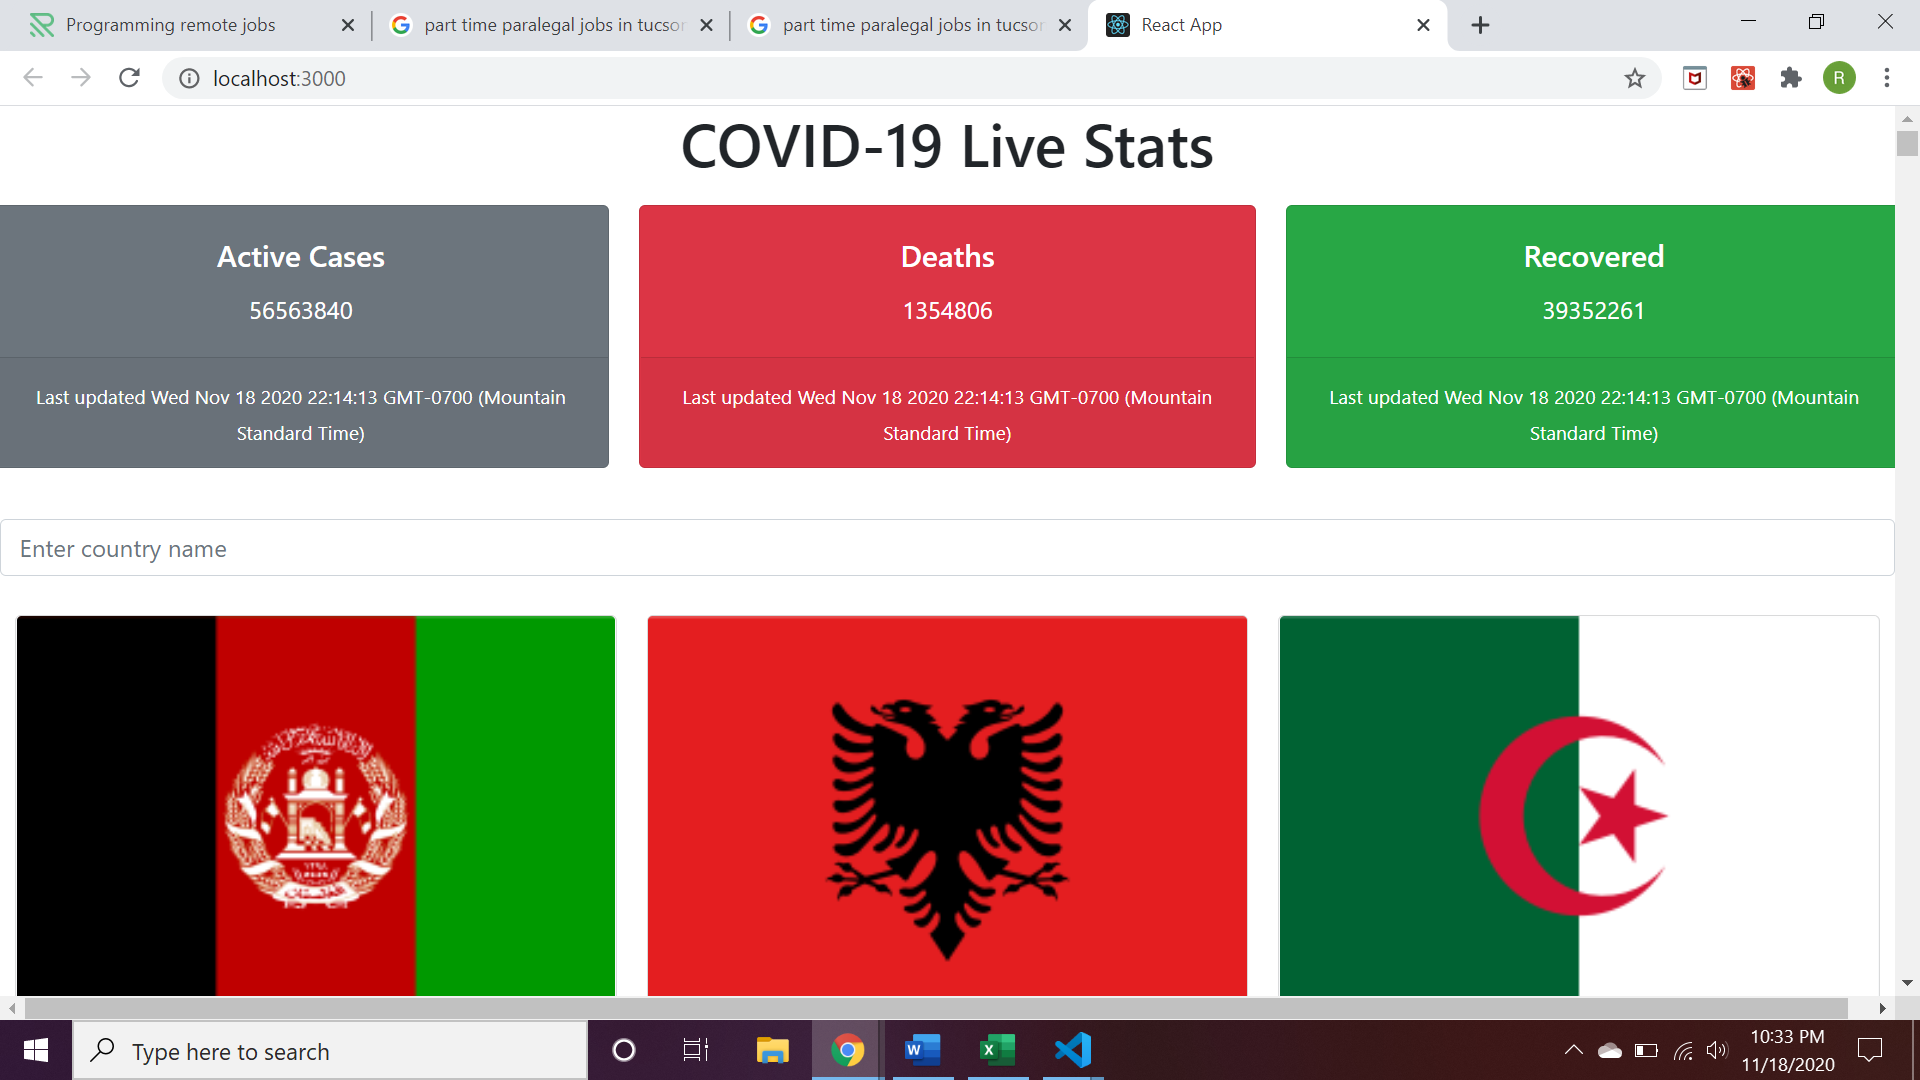 Programming remote jobs
part time paralegal jobs in tucson
part time paralegal jobs in tucson
React App
localhost:3000
R
COVID-19 Live Stats
Active Cases
56563840
Last updated Wed Nov 18 2020 22:14:13 GMT-0700 (Mountain
Standard Time)
Deaths
1354806
Last updated Wed Nov 18 2020 22:14:13 GMT-0700 (Mountain
Standard Time)
Recovered
39352261
Last updated Wed Nov 18 2020 22:14:13 GMT-0700 (Mountain
Standard Time)
Enter country name
Type here to search
W
X
10:33 PM
11/18/2020